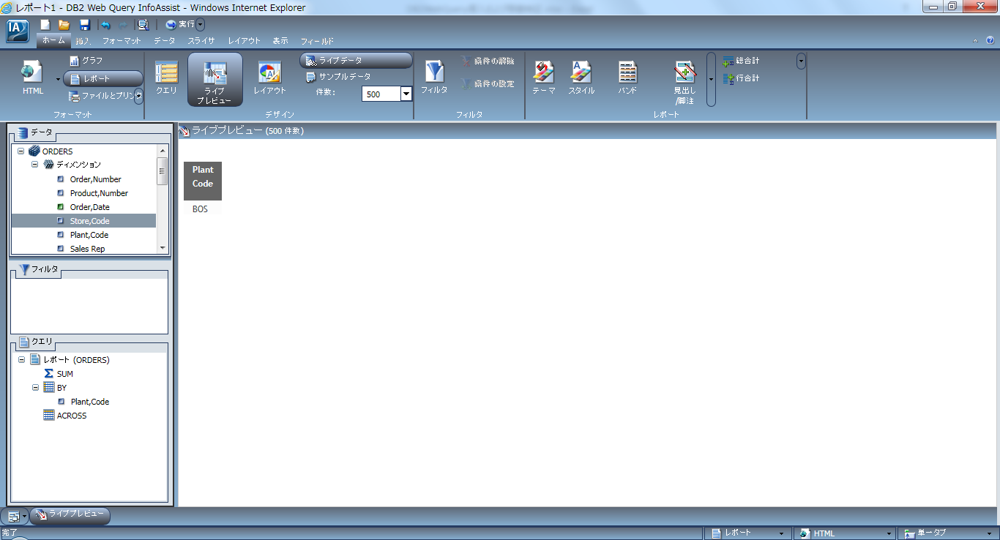 レポート1 - DB2 Web Query InfoAssist - Windows Internet Explorer
IA
実行
ホーム 挿入 フォーマット データ スライサ レイアウト 表示 フィールド
HTML
グラフ
レポート
ファイルとプリン
フォーマット
クエリ
ライブ
プレビュー
レイアウト
ライブデータ
サンプルデータ
件数:
500
デザイン
フィルタ
条件の解除
条件の設定
フィルタ
テーマ
スタイル
バンド
見出し
/脚注
総合計
行合計
レポート
データ
ORDERS
ディメンション
Order,Number
Product,Number
Order,Date
Store,Code
Plant,Code
Sales Rep
フィルタ
クエリ
レポート (ORDERS)
SUM
BY
Plant,Code
ACROSS
ライブプレビュー (500 件数)
Plant
Code
BOS
ライブプレビュー
完了
レポート
HTML
単一タブ